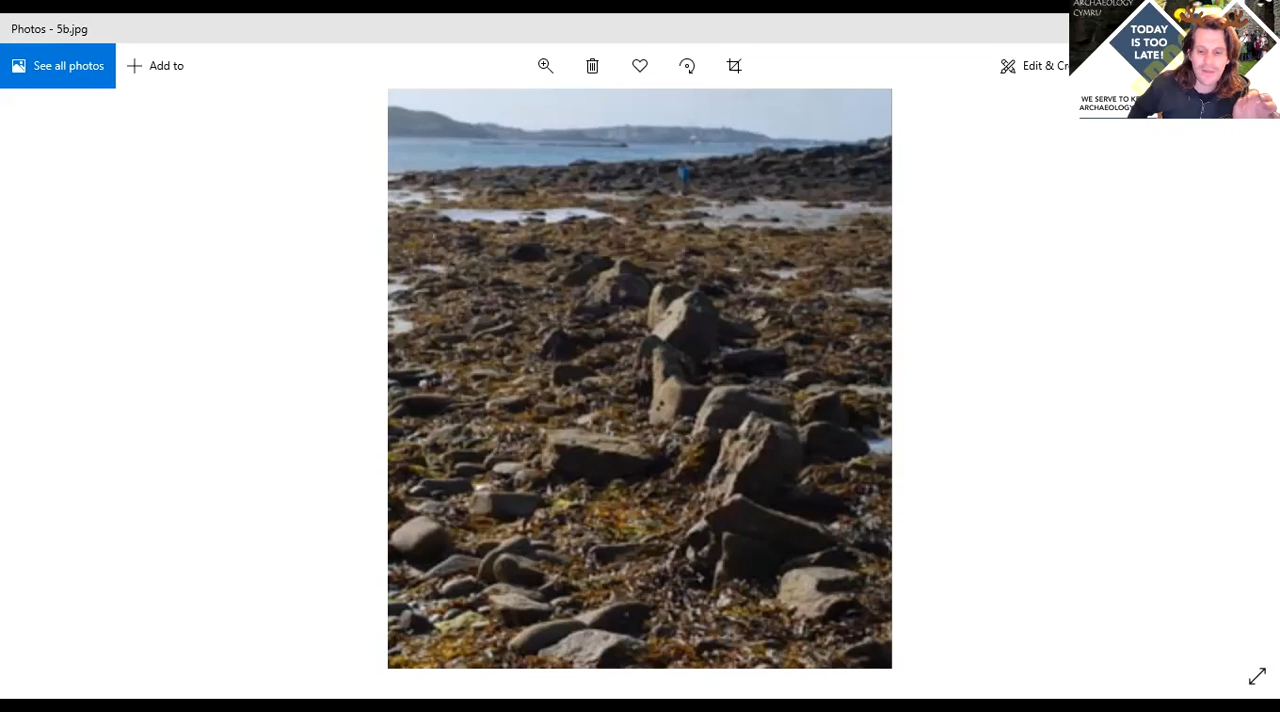 Photos - 5b.jpg
See all photos
Add to
Edit &
ARCHAEOLOGY
CYMRU
TODAY
IS TOO
LATE!
WE SERVE TO
ARCHAEOLOGY